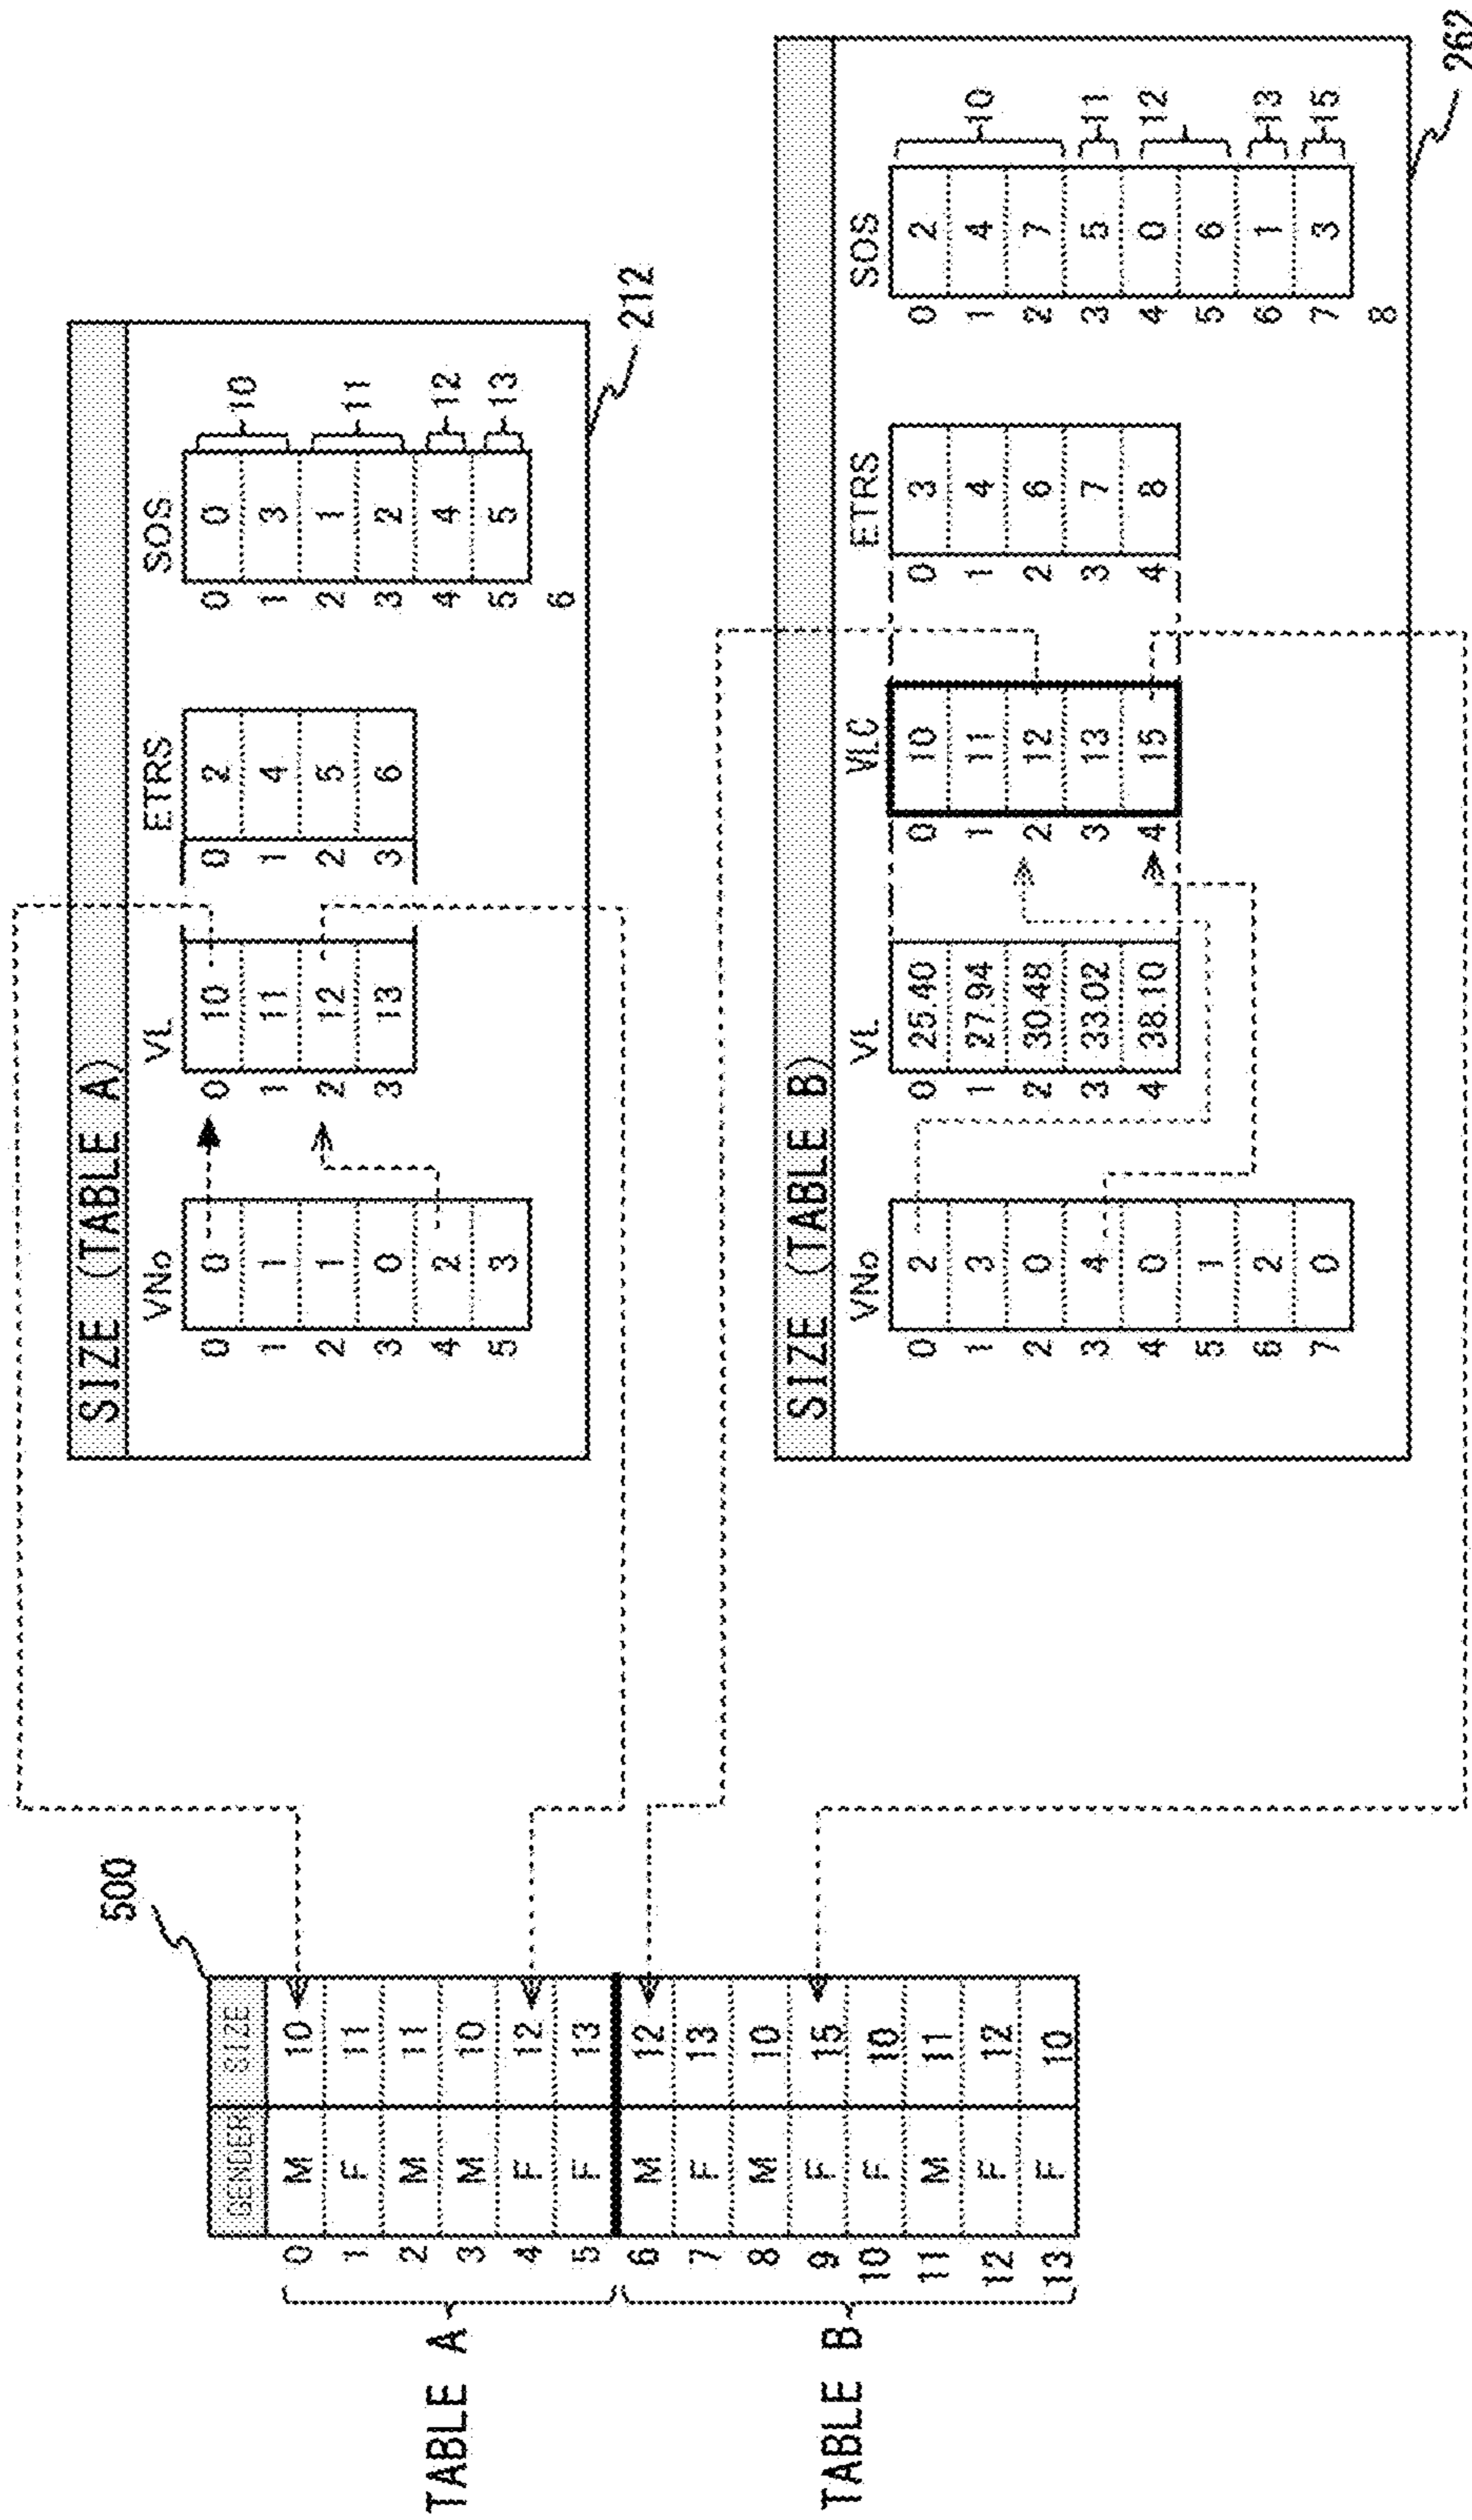 500
GENDER SIZE
0 M 10
1 F 11
2 M 11
3 M 10
4 F 12
5 F 13
6 M 12
7 F 13
8 M 10
9 F 15
10 F 10
11 M 11
12 F 12
13 F 10
TABLE A
TABLE B
SIZE (TABLE A)
VNo
0 0
1 1
2 1
3 0
4 2
5 3
VL
0 10
1 11
2 12
3 13
ETRS
0 2
1 4
2 5
3 6
SOS
0 0
1 3
2 1
3 2
4 4
5 5
6
10
11
12
13
212
SIZE (TABLE B)
VNo
0 2
1 3
2 0
3 4
4 0
5 1
6 2
7 0
VL
0 25.40
1 27.94
2 30.48
3 33.02
4 38.10
VLC
0 10
1 11
2 12
3 13
4 15
ETRS
0 3
1 4
2 6
3 7
4 8
SOS
0 2
1 4
2 7
3 5
4 0
5 6
6 1
7 3
8
10
11
12
13
15
262